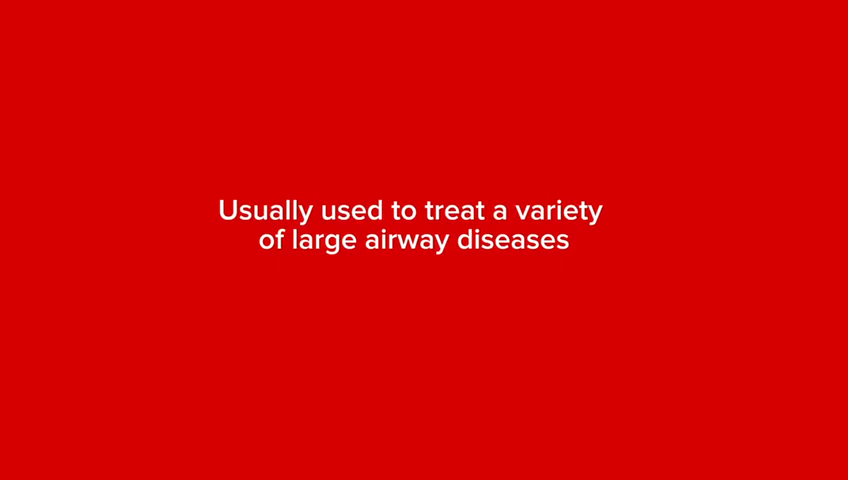 Usually used to treat a variety
of large airway diseases